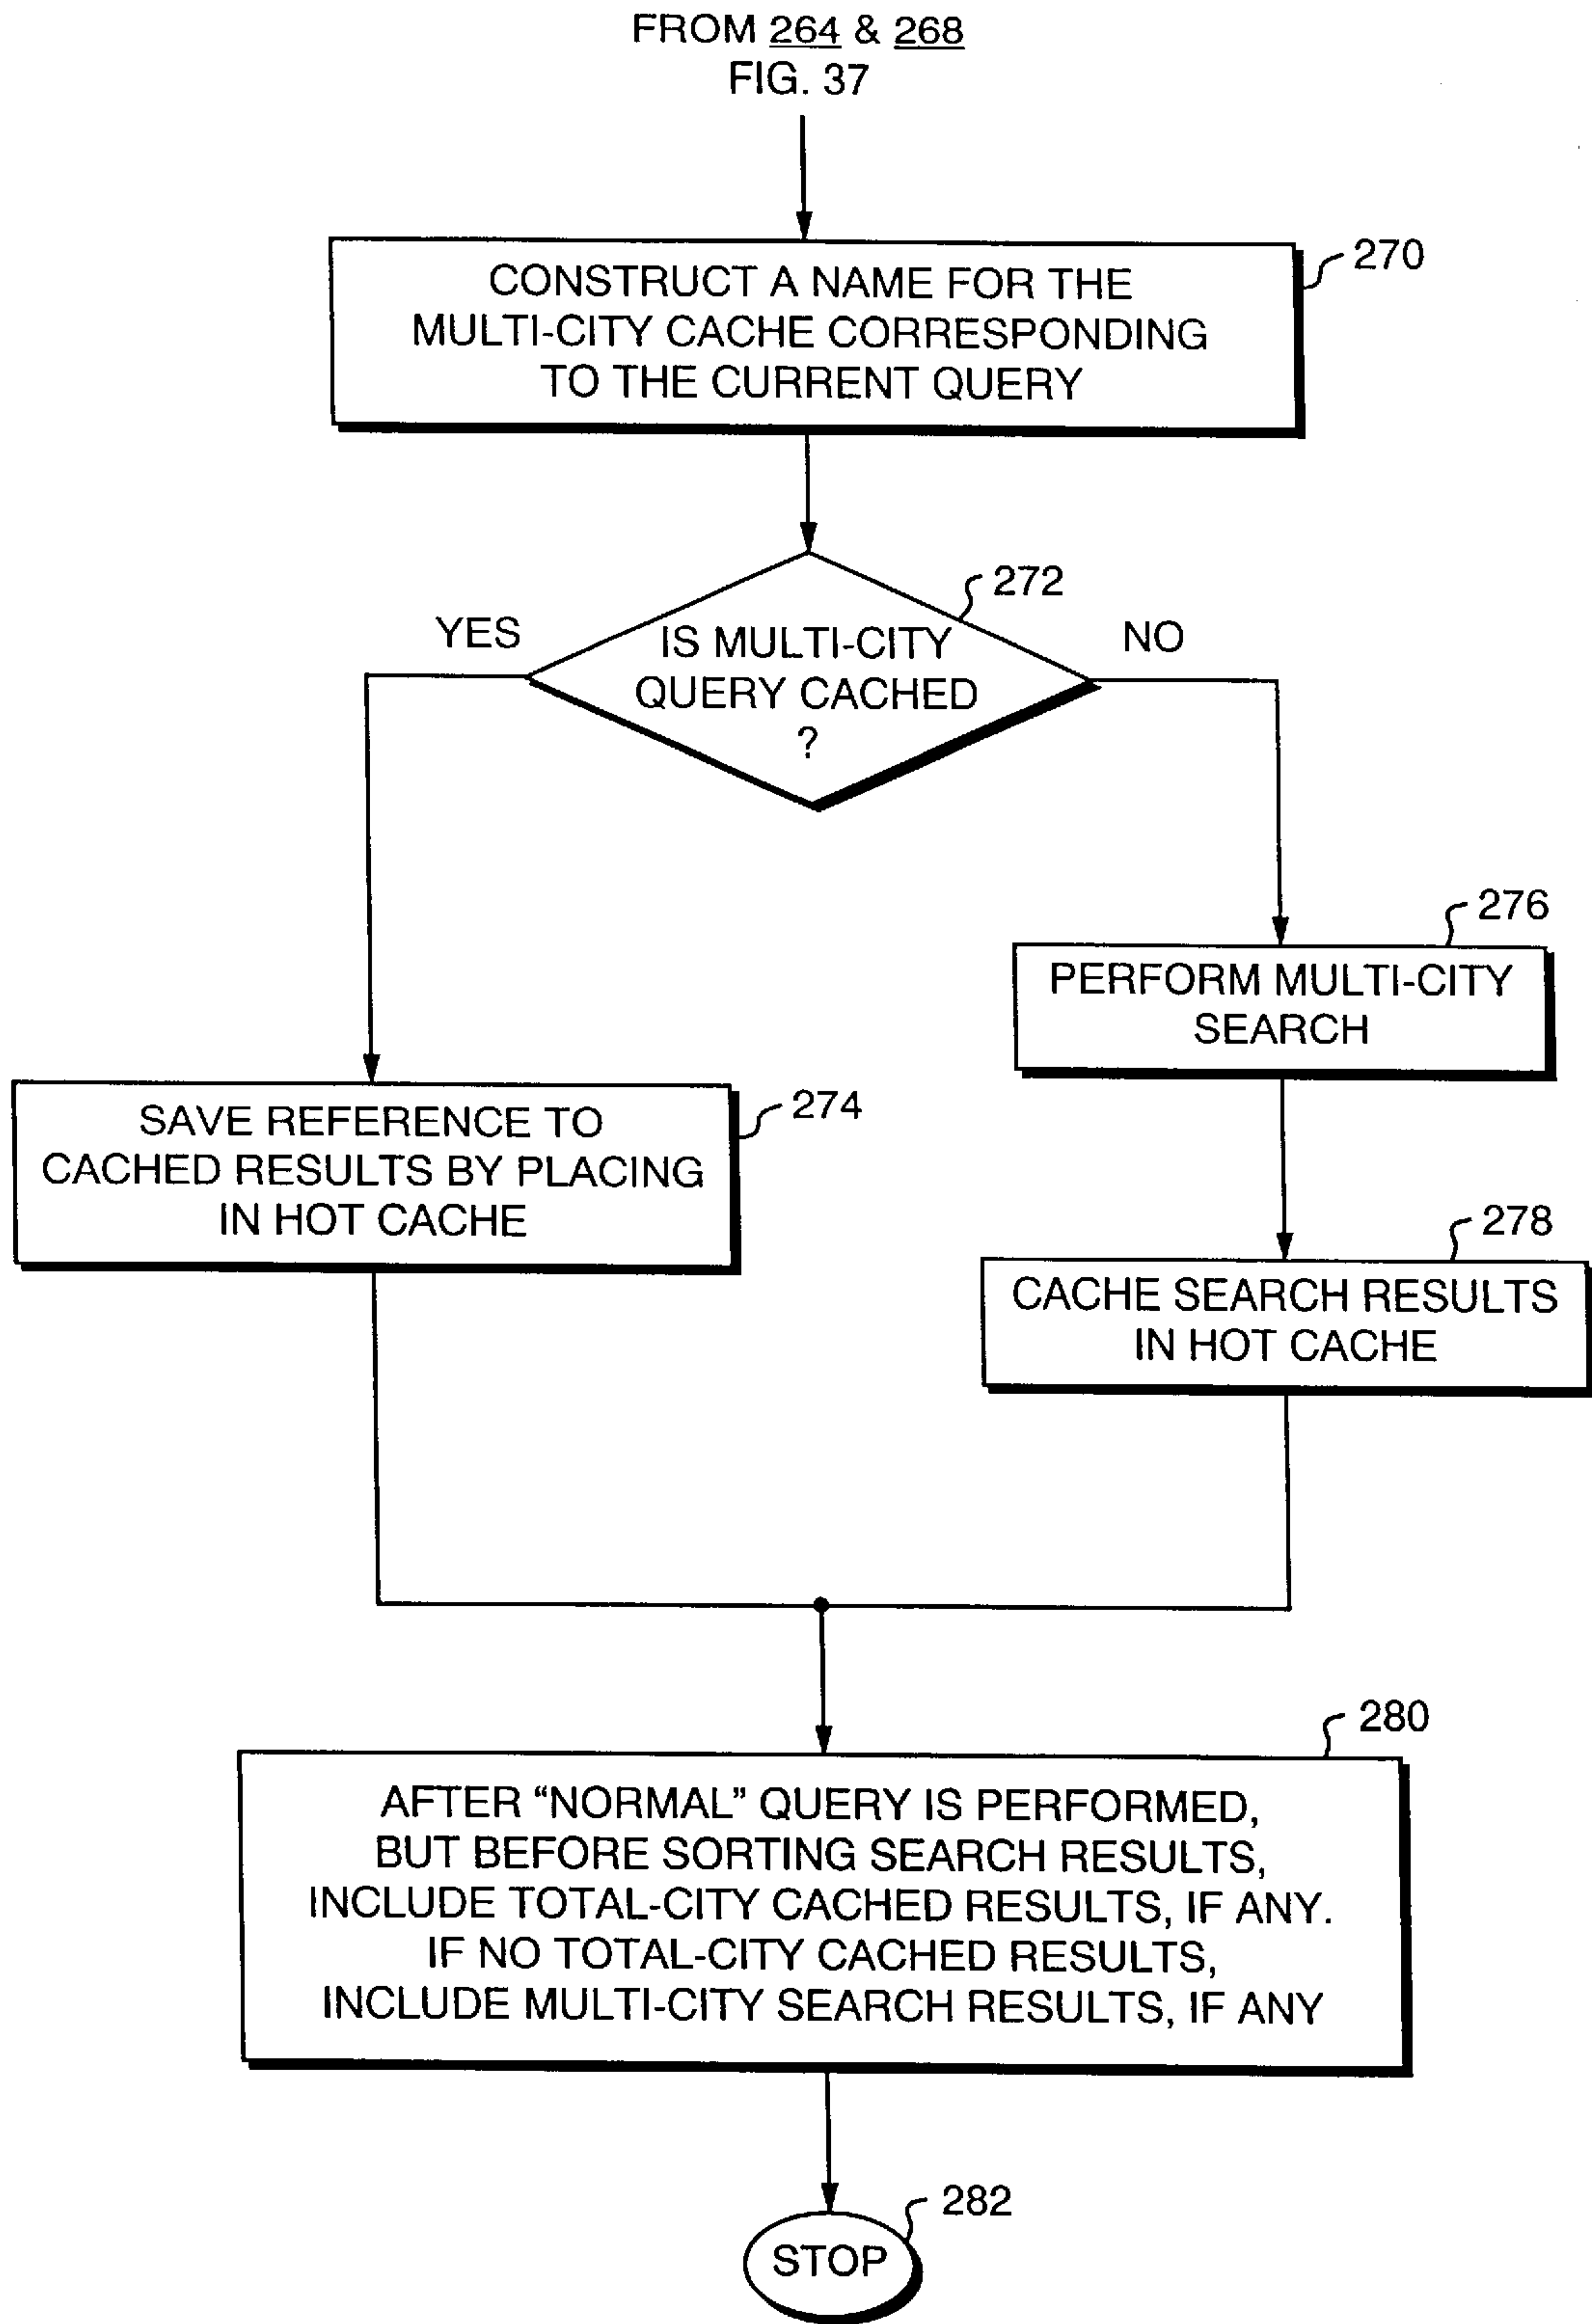 FROM 264 & 268
FIG. 37
270
CONSTRUCT A NAME FOR THE
MULTI-CITY CACHE CORRESPONDING
TO THE CURRENT QUERY
272
YES
NO
IS MULTI-CITY
QUERY CACHED
?
276
PERFORM MULTI-CITY
SEARCH
274
SAVE REFERENCE TO
CACHED RESULTS BY PLACING
IN HOT CACHE
278
CACHE SEARCH RESULTS
IN HOT CACHE
280
AFTER “NORMAL” QUERY IS PERFORMED,
BUT BEFORE SORTING SEARCH RESULTS,
INCLUDE TOTAL-CITY CACHED RESULTS, IF ANY.
IF NO TOTAL-CITY CACHED RESULTS,
INCLUDE MULTI-CITY SEARCH RESULTS, IF ANY
282
STOP